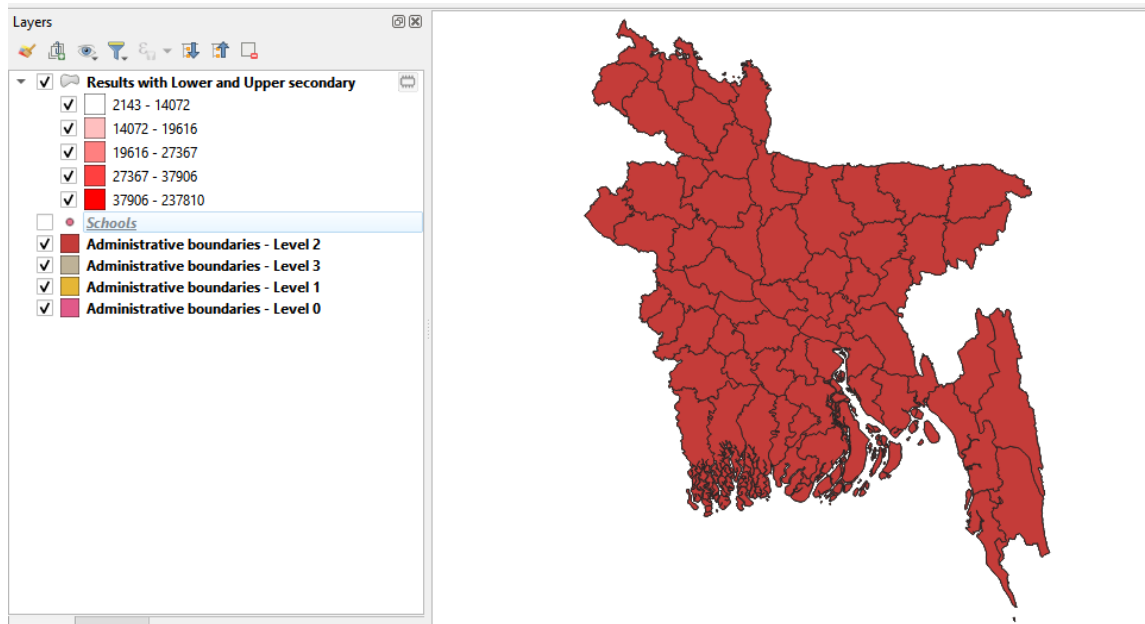 Layers
Results with Lower and Upper secondary
2143 - 14072
14072 - 19616
19616 - 27367
27367 - 37906
37906 - 237810
Schools
Administrative boundaries - Level 2
Administrative boundaries - Level 3
Administrative boundaries - Level 1
Administrative boundaries - Level 0